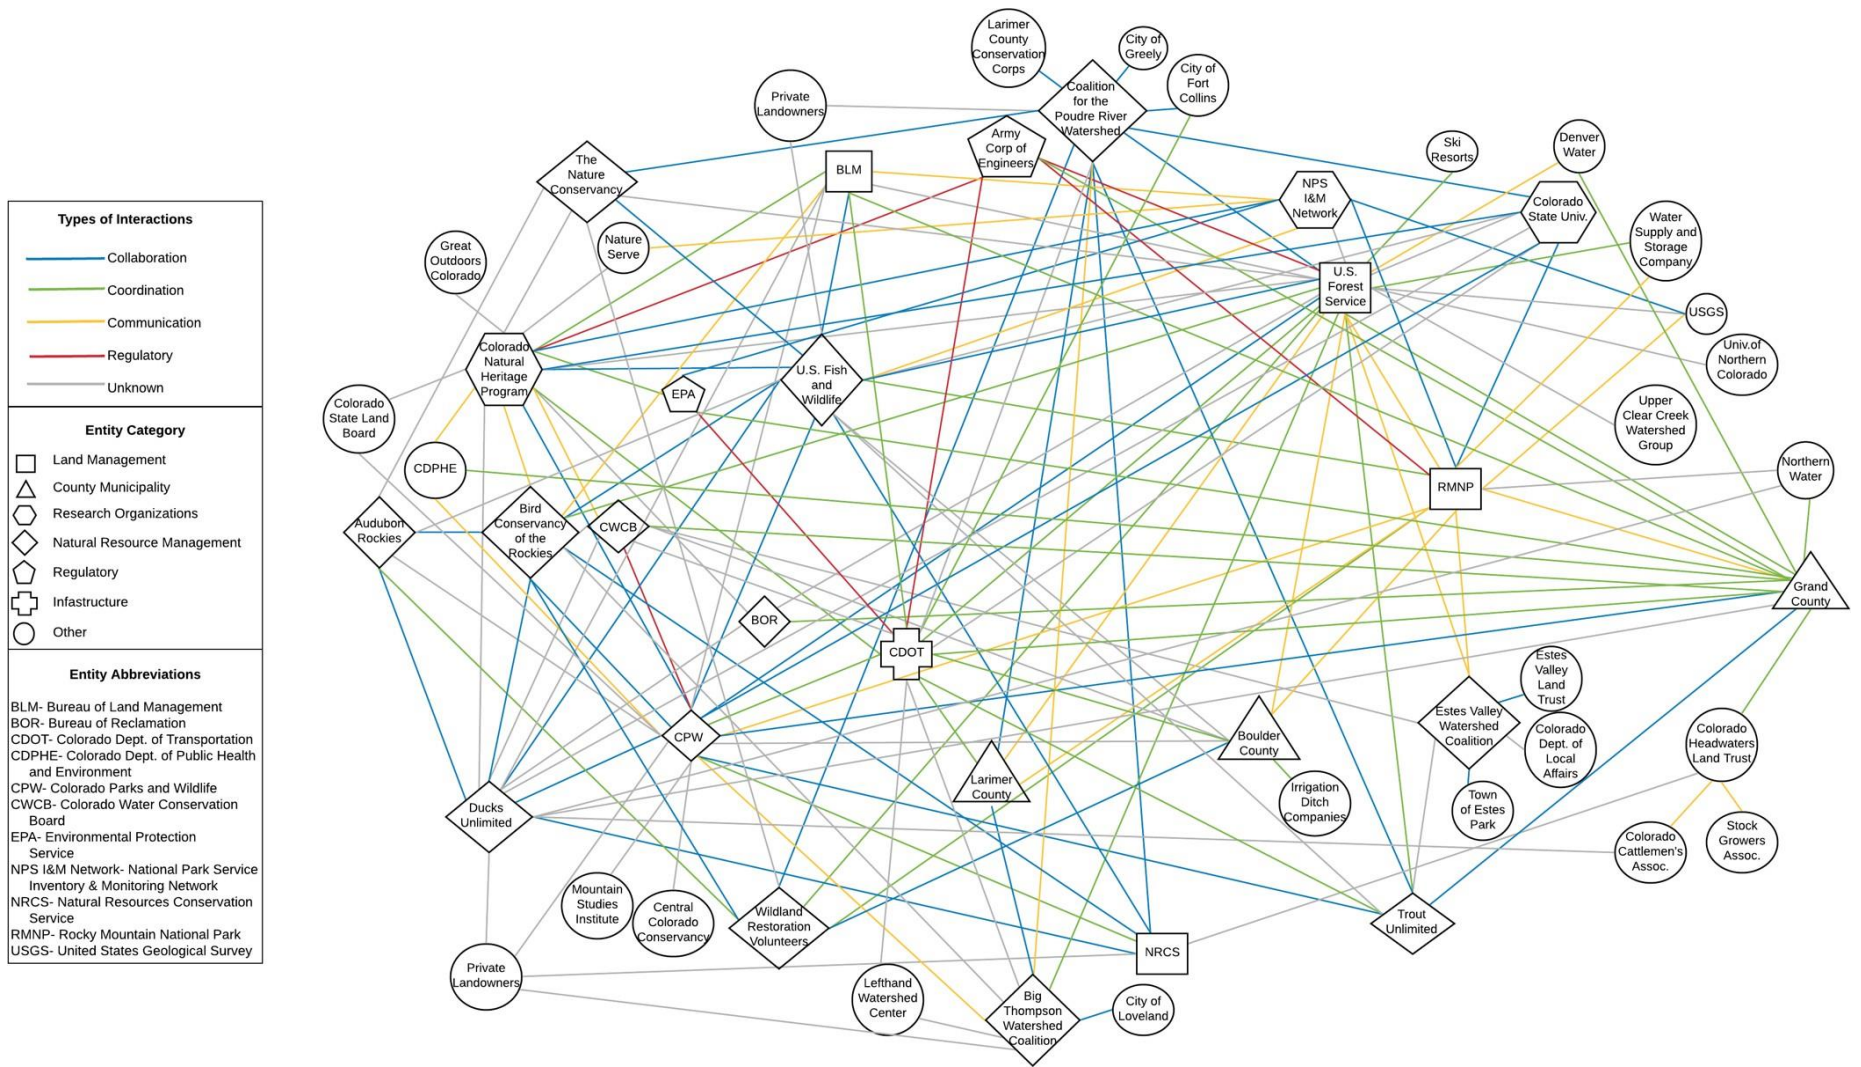 Types of Interactions
Collaboration
Coordination
Communication
Regulatory
Unknown
Entity Category
Land Management
County Municipality
Research Organizations
Natural Resource Management
Regulatory
Infastructure
Other
Entity Abbreviations
BLM- Bureau of Land Management
BOR- Bureau of Reclamation
CDOT- Colorado Dept. of Transportation
CDPHE- Colorado Dept. of Public Health
and Environment
CPW- Colorado Parks and Wildlife
CWCB- Colorado Water Conservation
Board
EPA- Environmental Protection
Service
NPS I&M Network- National Park Service
Inventory & Monitoring Network
NRCS- Natural Resources Conservation
Service
RMNP- Rocky Mountain National Park
USGS- United States Geological Survey
Larimer
County
Conservation
Corps
City of
Greely
City of
Fort
Collins
Coalition
for the
Poudre River
Watershed
Private
Landowners
Army
Corp of
Engineers
The
Nature
Conservancy
BLM
Ski
Resorts
Denver
Water
NPS
I&M
Network
Colorado
State Univ.
Water
Supply and
Storage
Company
Great
Outdoors
Colorado
Nature
Serve
U.S.
Forest
Service
USGS
Univ.of
Northern
Colorado
Colorado
Natural
Heritage
Program
EPA
U.S. Fish
and
Wildlife
Colorado
State Land
Board
Upper
Clear Creek
Watershed
Group
CDPHE
Northern
Water
RMNP
Audubon
Rockies
Bird
Conservancy
of the
Rockies
CWCB
BOR
CDOT
Grand
County
Estes
Valley
Land
Trust
Estes Valley
Watershed
Coalition
Colorado
Dept. of
Local
Affairs
Colorado
Headwaters
Land Trust
CPW
Boulder
County
Larimer
County
Irrigation
Ditch
Companies
Town
of Estes
Park
Ducks
Unlimited
Colorado
Cattlemen's
Assoc.
Stock
Growers
Assoc.
Mountain
Studies
Institute
Central
Colorado
Conservancy
Wildland
Restoration
Volunteers
Trout
Unlimited
NRCS
Private
Landowners
Lefthand
Watershed
Center
Big
Thompson
Watershed
Coalition
City of
Loveland